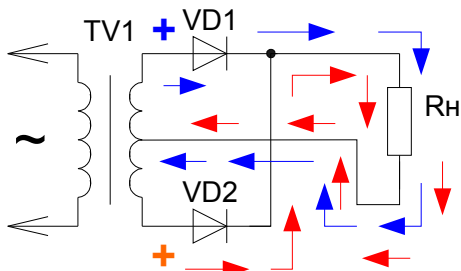 TV1
+
VD1
~
Rн
VD2
+